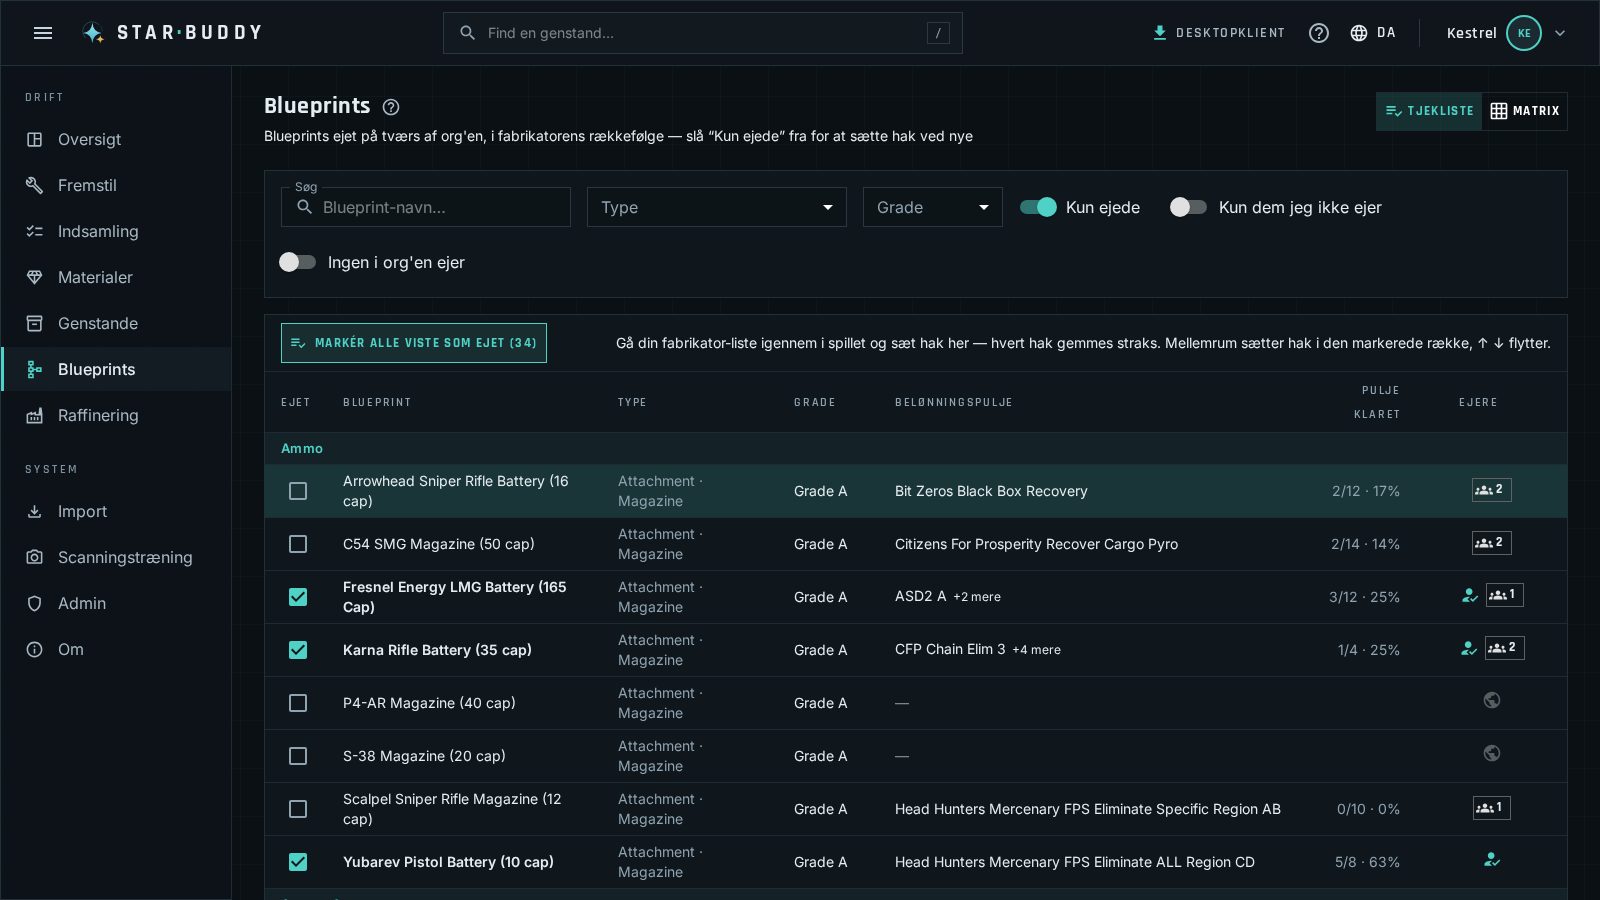 STAR·BUDDY
Find en genstand...
/
DESKTOPKLIENT
DA
Kestrel
KE
DRIFT
Oversigt
Fremstil
Indsamling
Materialer
Genstande
Blueprints
Raffinering
SYSTEM
Import
Scanningstræning
Admin
Om
Blueprints
Blueprints ejet på tværs af org'en, i fabrikatorens rækkefølge — slå “Kun ejede” fra for at sætte hak ved nye
TJEKLISTE
MATRIX
Søg
Blueprint-navn...
Type
Grade
Kun ejede
Kun dem jeg ikke ejer
Ingen i org'en ejer
MARKÉR ALLE VISTE SOM EJET (34)
Gå din fabrikator-liste igennem i spillet og sæt hak her — hvert hak gemmes straks. Mellemrum sætter hak i den markerede række, ↑ ↓ flytter.
EJET BLUEPRINT TYPE GRADE BELØNNINGSPULJE PULJE KLARET EJERE
Ammo
Arrowhead Sniper Rifle Battery (16 cap) Attachment · Magazine Grade A Bit Zeros Black Box Recovery 2/12 · 17% 2
C54 SMG Magazine (50 cap) Attachment · Magazine Grade A Citizens For Prosperity Recover Cargo Pyro 2/14 · 14% 2
Fresnel Energy LMG Battery (165 Cap) Attachment · Magazine Grade A ASD2 A +2 mere 3/12 · 25% 1
Karna Rifle Battery (35 cap) Attachment · Magazine Grade A CFP Chain Elim 3 +4 mere 1/4 · 25% 2
P4-AR Magazine (40 cap) Attachment · Magazine Grade A —
S-38 Magazine (20 cap) Attachment · Magazine Grade A —
Scalpel Sniper Rifle Magazine (12 cap) Attachment · Magazine Grade A Head Hunters Mercenary FPS Eliminate Specific Region AB 0/10 · 0% 1
Yubarev Pistol Battery (10 cap) Attachment · Magazine Grade A Head Hunters Mercenary FPS Eliminate ALL Region CD 5/8 · 63%